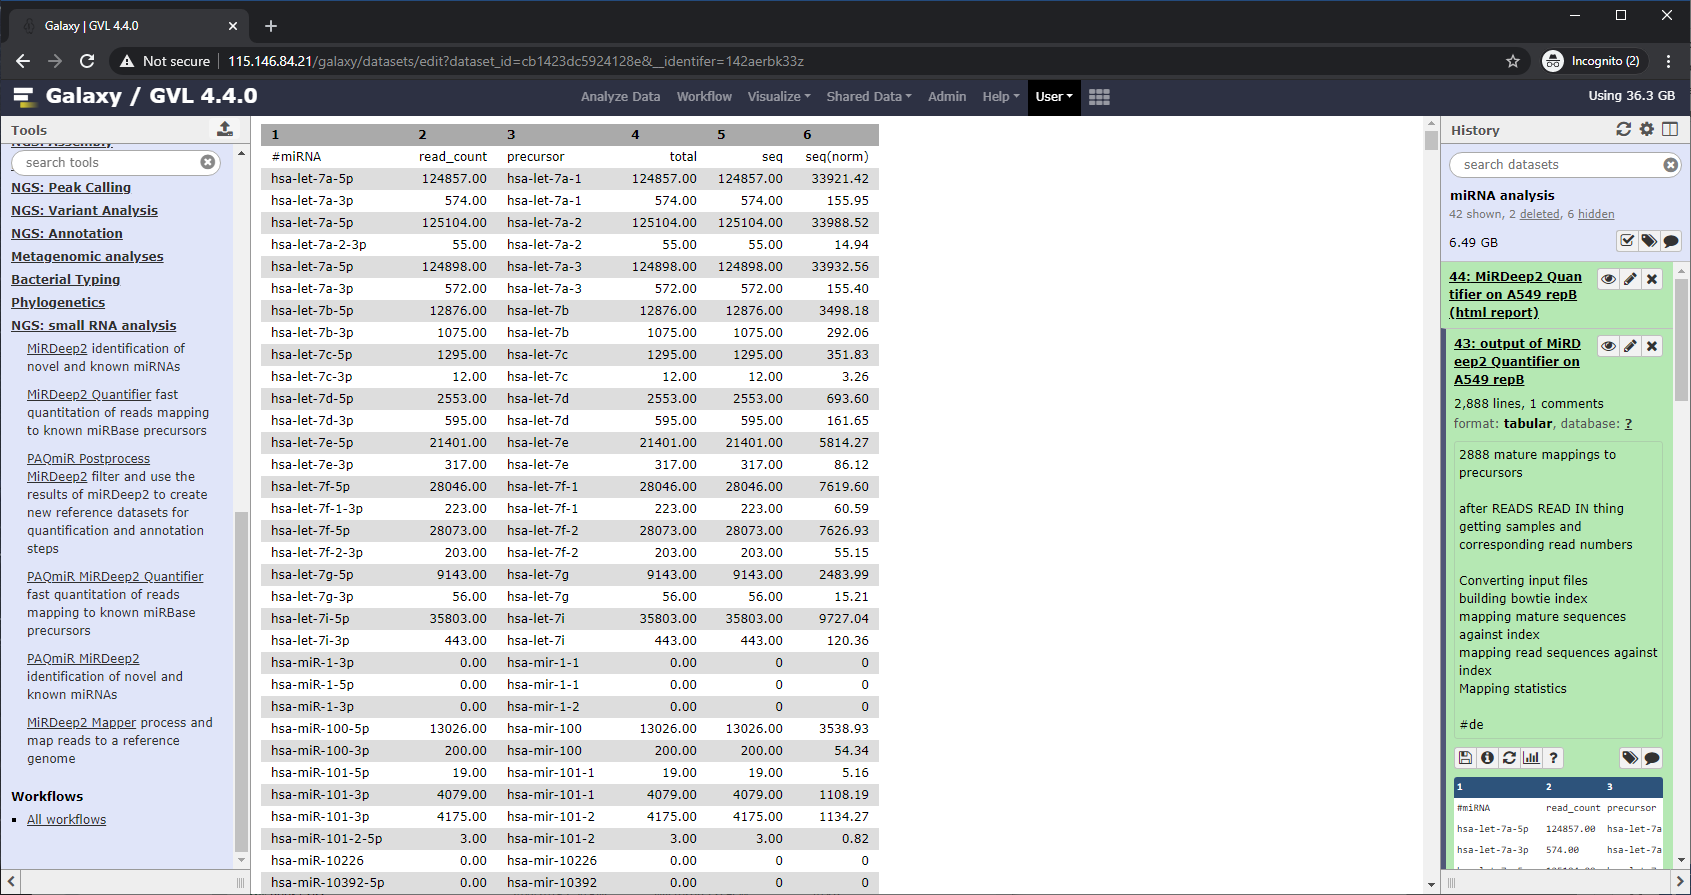 Galaxy | GVL 4.4.0
Not secure
115.146.84.21/galaxy/datasets/edit?dataset_id=cb1423dc5924128e&__identifer=142aerbk33z
Incognito (2)
Galaxy / GVL 4.4.0
Analyze Data
Workflow
Visualize
Shared Data
Admin
Help
User
Using 36.3 GB
Tools
NGS: Assembly
search tools
NGS: Peak Calling
NGS: Variant Analysis
NGS: Annotation
Metagenomic analyses
Bacterial Typing
Phylogenetics
NGS: small RNA analysis
MiRDeep2 identification of
novel and known miRNAs
MiRDeep2 Quantifier fast
quantitation of reads mapping
to known miRBase precursors
PAQmiR Postprocess
MiRDeep2 filter and use the
results of miRDeep2 to create
new reference datasets for
quantification and annotation
steps
PAQmiR MiRDeep2 Quantifier
fast quantitation of reads
mapping to known miRBase
precursors
PAQmiR MiRDeep2
identification of novel and
known miRNAs
MiRDeep2 Mapper process and
map reads to a reference
genome
Workflows
All workflows
1 2 3 4 5 6
#miRNA read_count precursor total seq seq(norm)
hsa-let-7a-5p 124857.00 hsa-let-7a-1 124857.00 124857.00 33921.42
hsa-let-7a-3p 574.00 hsa-let-7a-1 574.00 574.00 155.95
hsa-let-7a-5p 125104.00 hsa-let-7a-2 125104.00 125104.00 33988.52
hsa-let-7a-2-3p 55.00 hsa-let-7a-2 55.00 55.00 14.94
hsa-let-7a-5p 124898.00 hsa-let-7a-3 124898.00 124898.00 33932.56
hsa-let-7a-3p 572.00 hsa-let-7a-3 572.00 572.00 155.40
hsa-let-7b-5p 12876.00 hsa-let-7b 12876.00 12876.00 3498.18
hsa-let-7b-3p 1075.00 hsa-let-7b 1075.00 1075.00 292.06
hsa-let-7c-5p 1295.00 hsa-let-7c 1295.00 1295.00 351.83
hsa-let-7c-3p 12.00 hsa-let-7c 12.00 12.00 3.26
hsa-let-7d-5p 2553.00 hsa-let-7d 2553.00 2553.00 693.60
hsa-let-7d-3p 595.00 hsa-let-7d 595.00 595.00 161.65
hsa-let-7e-5p 21401.00 hsa-let-7e 21401.00 21401.00 5814.27
hsa-let-7e-3p 317.00 hsa-let-7e 317.00 317.00 86.12
hsa-let-7f-5p 28046.00 hsa-let-7f-1 28046.00 28046.00 7619.60
hsa-let-7f-1-3p 223.00 hsa-let-7f-1 223.00 223.00 60.59
hsa-let-7f-5p 28073.00 hsa-let-7f-2 28073.00 28073.00 7626.93
hsa-let-7f-2-3p 203.00 hsa-let-7f-2 203.00 203.00 55.15
hsa-let-7g-5p 9143.00 hsa-let-7g 9143.00 9143.00 2483.99
hsa-let-7g-3p 56.00 hsa-let-7g 56.00 56.00 15.21
hsa-let-7i-5p 35803.00 hsa-let-7i 35803.00 35803.00 9727.04
hsa-let-7i-3p 443.00 hsa-let-7i 443.00 443.00 120.36
hsa-miR-1-3p 0.00 hsa-mir-1-1 0.00 0 0
hsa-miR-1-5p 0.00 hsa-mir-1-1 0.00 0 0
hsa-miR-1-3p 0.00 hsa-mir-1-2 0.00 0 0
hsa-miR-100-5p 13026.00 hsa-mir-100 13026.00 13026.00 3538.93
hsa-miR-100-3p 200.00 hsa-mir-100 200.00 200.00 54.34
hsa-miR-101-5p 19.00 hsa-mir-101-1 19.00 19.00 5.16
hsa-miR-101-3p 4079.00 hsa-mir-101-1 4079.00 4079.00 1108.19
hsa-miR-101-3p 4175.00 hsa-mir-101-2 4175.00 4175.00 1134.27
hsa-miR-101-2-5p 3.00 hsa-mir-101-2 3.00 3.00 0.82
hsa-miR-10226 0.00 hsa-mir-10226 0.00 0 0
hsa-miR-10392-5p 0.00 hsa-mir-10392 0.00 0 0
History
search datasets
miRNA analysis
42 shown, 2 deleted, 6 hidden
6.49 GB
44: MiRDeep2 Quan
tifier on A549 repB
(html report)
43: output of MiRD
eep2 Quantifier on
A549 repB
2,888 lines, 1 comments
format: tabular, database: ?
2888 mature mappings to
precursors
after READS READ IN thing
getting samples and
corresponding read numbers
Converting input files
building bowtie index
mapping mature sequences
against index
mapping read sequences against
index
Mapping statistics
#de
1 2 3
#miRNA read_count precursor
hsa-let-7a-5p 124857.00 hsa-let-7a
hsa-let-7a-3p 574.00 hsa-let-7a